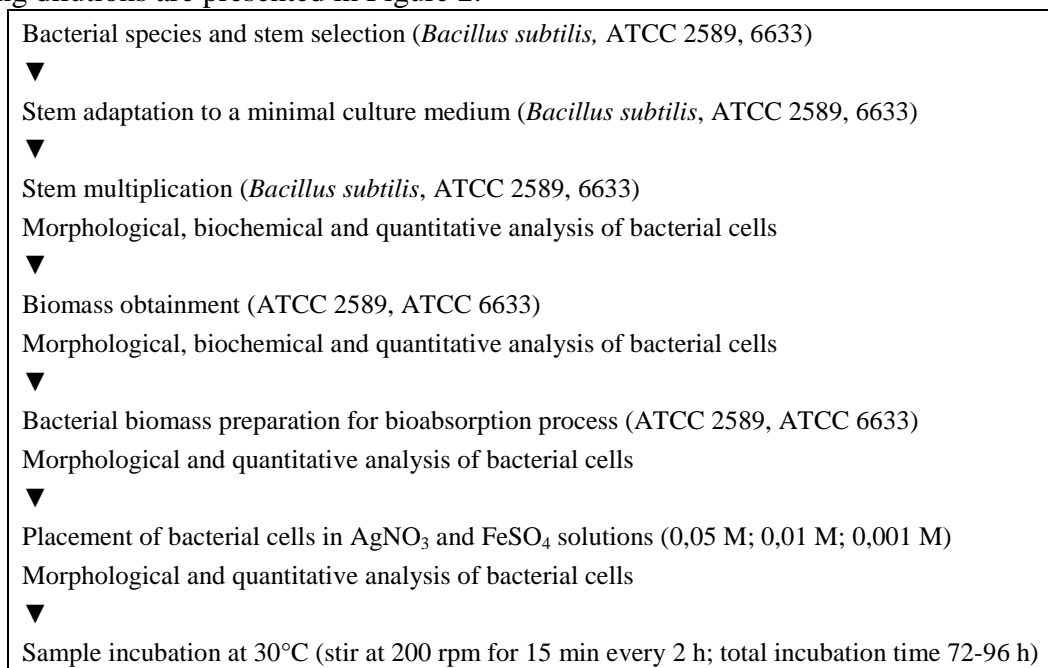 ng dilutions are presented in Figure 2.
Bacterial species and stem selection (Bacillus subtilis, ATCC 2589, 6633)
▼
Stem adaptation to a minimal culture medium (Bacillus subtilis, ATCC 2589, 6633)
▼
Stem multiplication (Bacillus subtilis, ATCC 2589, 6633)
Morphological, biochemical and quantitative analysis of bacterial cells
▼
Biomass obtainment (ATCC 2589, ATCC 6633)
Morphological, biochemical and quantitative analysis of bacterial cells
▼
Bacterial biomass preparation for bioabsorption process (ATCC 2589, ATCC 6633)
Morphological and quantitative analysis of bacterial cells
▼
Placement of bacterial cells in AgNO₃ and FeSO₄ solutions (0,05 M; 0,01 M; 0,001 M)
Morphological and quantitative analysis of bacterial cells
▼
Sample incubation at 30°C (stir at 200 rpm for 15 min every 2 h; total incubation time 72-96 h)